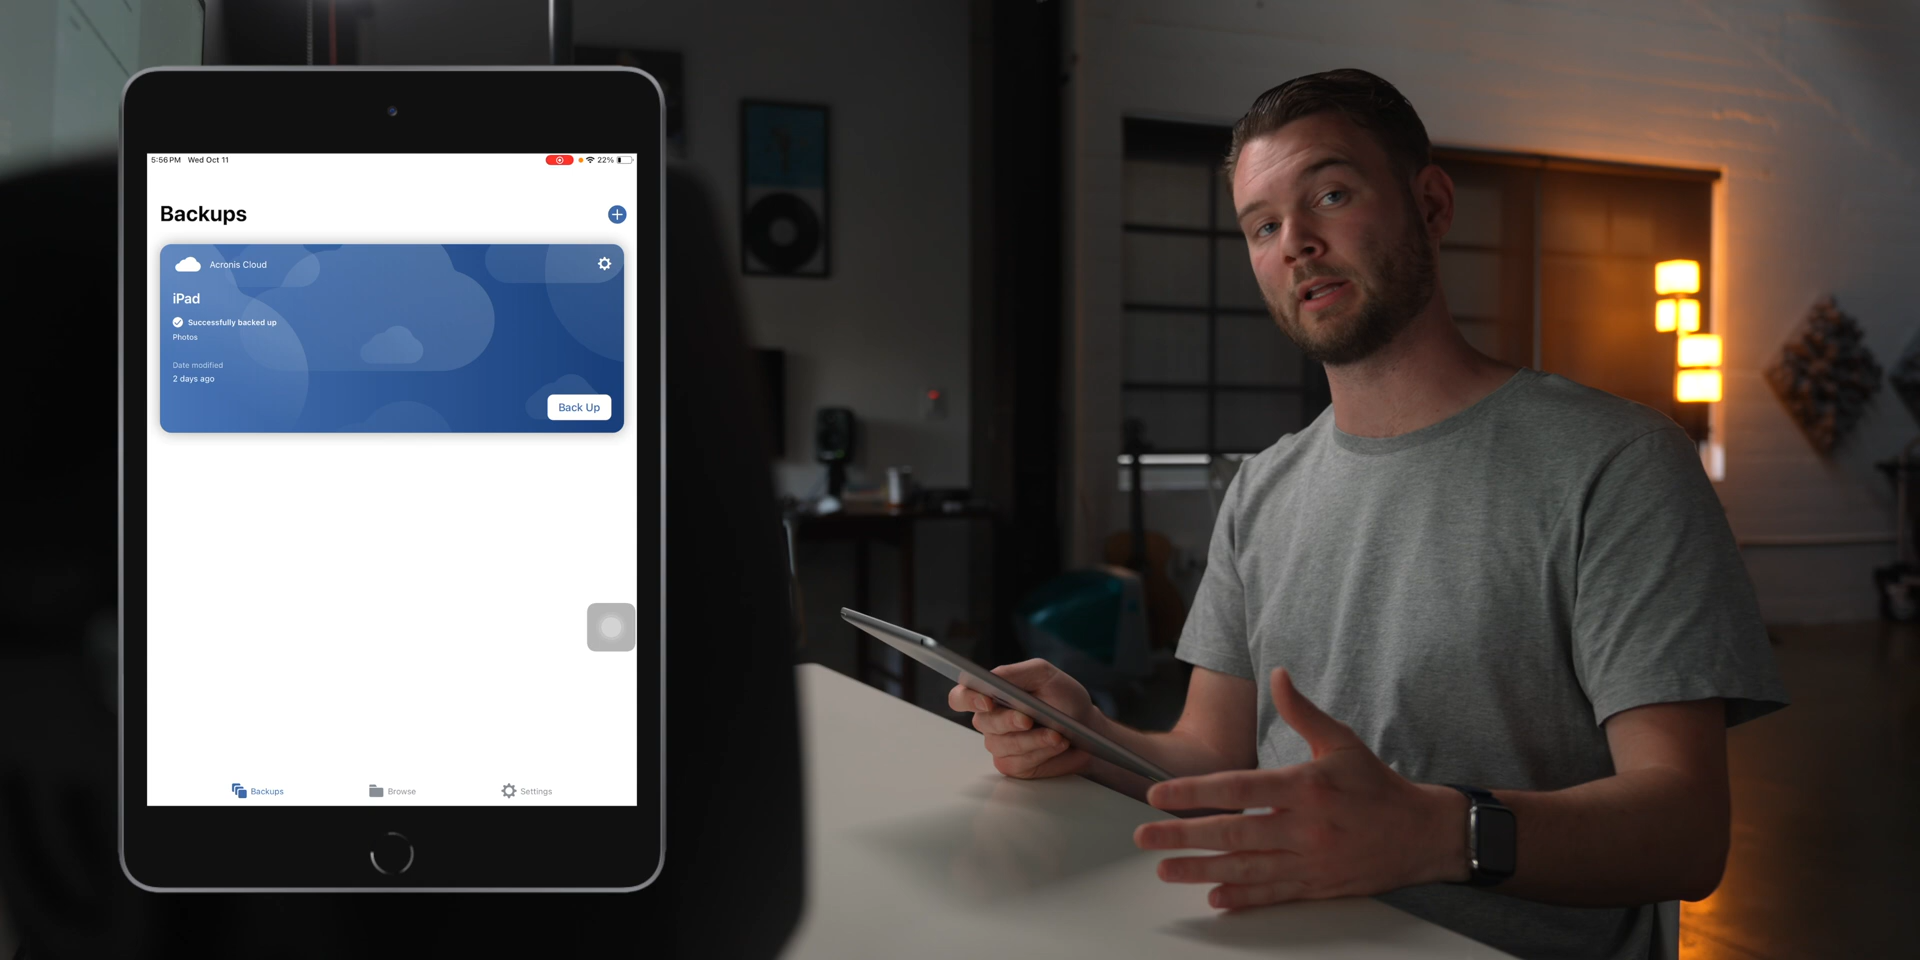 5:56 PM Wed Oct 11
22%
Backups
Acronis Cloud
iPad
Successfully backed up
Photos
Date modified
2 days ago
Back Up
Backups
Browse
Settings